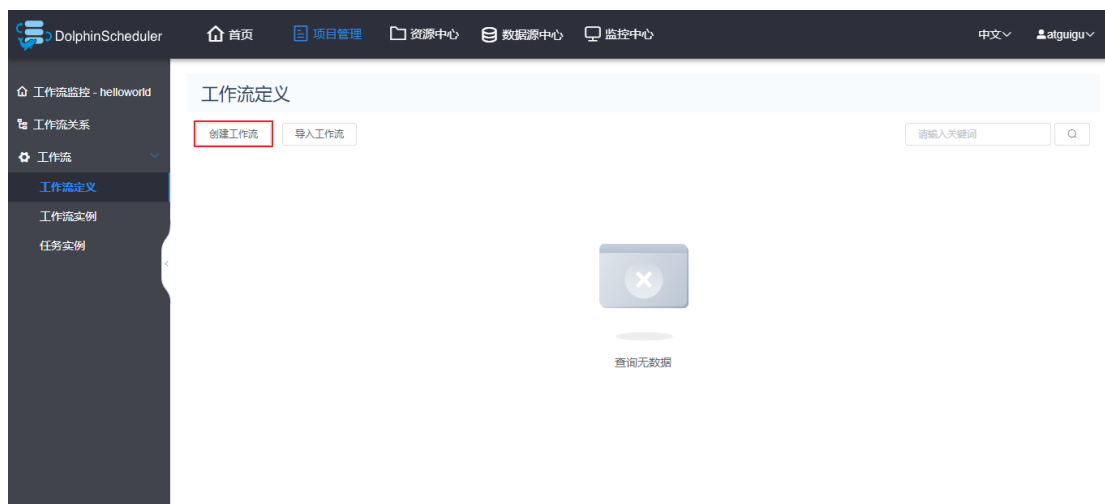 DolphinScheduler 首页 项目管理 资源中心 数据源中心 监控中心 中文 atguigu
工作流监控 - helloworld
工作流关系
工作流
工作流定义
工作流实例
任务实例
工作流定义
创建工作流 导入工作流 请输入关键词
查询无数据